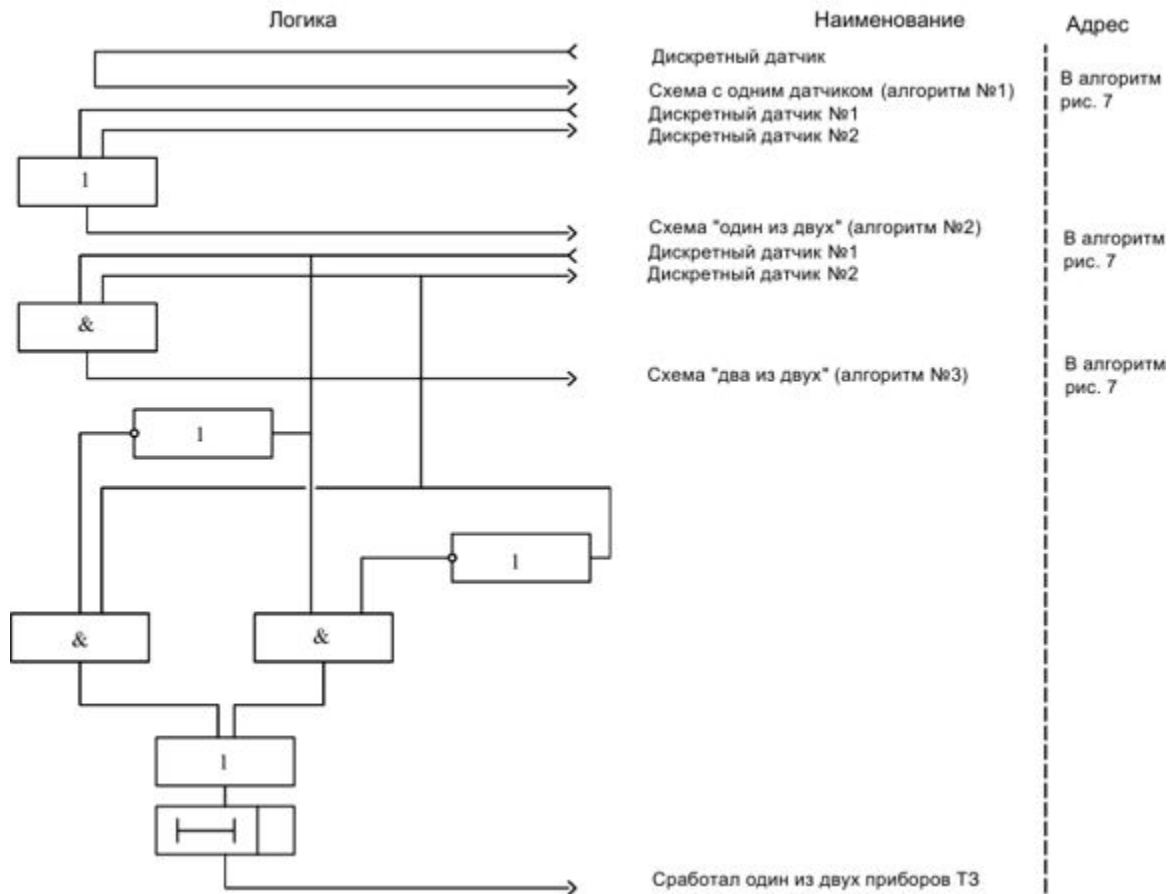 Логика Наименование Адрес
Дискретный датчик
Схема с одним датчиком (алгоритм №1)
В алгоритм
рис. 7
Дискретный датчик №1
Дискретный датчик №2
1
Схема "один из двух" (алгоритм №2)
В алгоритм
рис. 7
Дискретный датчик №1
Дискретный датчик №2
&
Схема "два из двух" (алгоритм №3)
В алгоритм
рис. 7
1
1
& &
1
Сработал один из двух приборов ТЗ